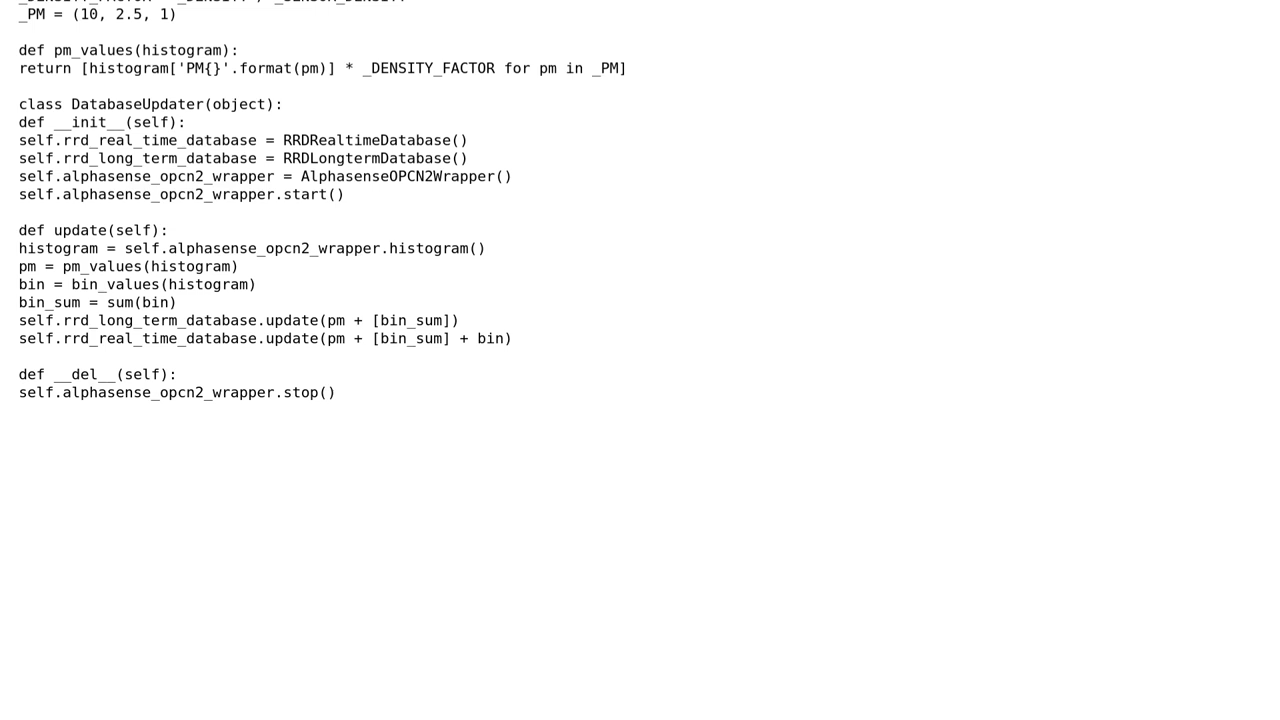 _PM = (10, 2.5, 1)

def pm_values(histogram):
return [histogram['PM{}'.format(pm)] * _DENSITY_FACTOR for pm in _PM]

class DatabaseUpdater(object):
def __init__(self):
self.rrd_real_time_database = RRDRealtimeDatabase()
self.rrd_long_term_database = RRDLongtermDatabase()
self.alphasense_opcn2_wrapper = AlphasenseOPCN2Wrapper()
self.alphasense_opcn2_wrapper.start()

def update(self):
histogram = self.alphasense_opcn2_wrapper.histogram()
pm = pm_values(histogram)
bin = bin_values(histogram)
bin_sum = sum(bin)
self.rrd_long_term_database.update(pm + [bin_sum])
self.rrd_real_time_database.update(pm + [bin_sum] + bin)

def __del__(self):
self.alphasense_opcn2_wrapper.stop()